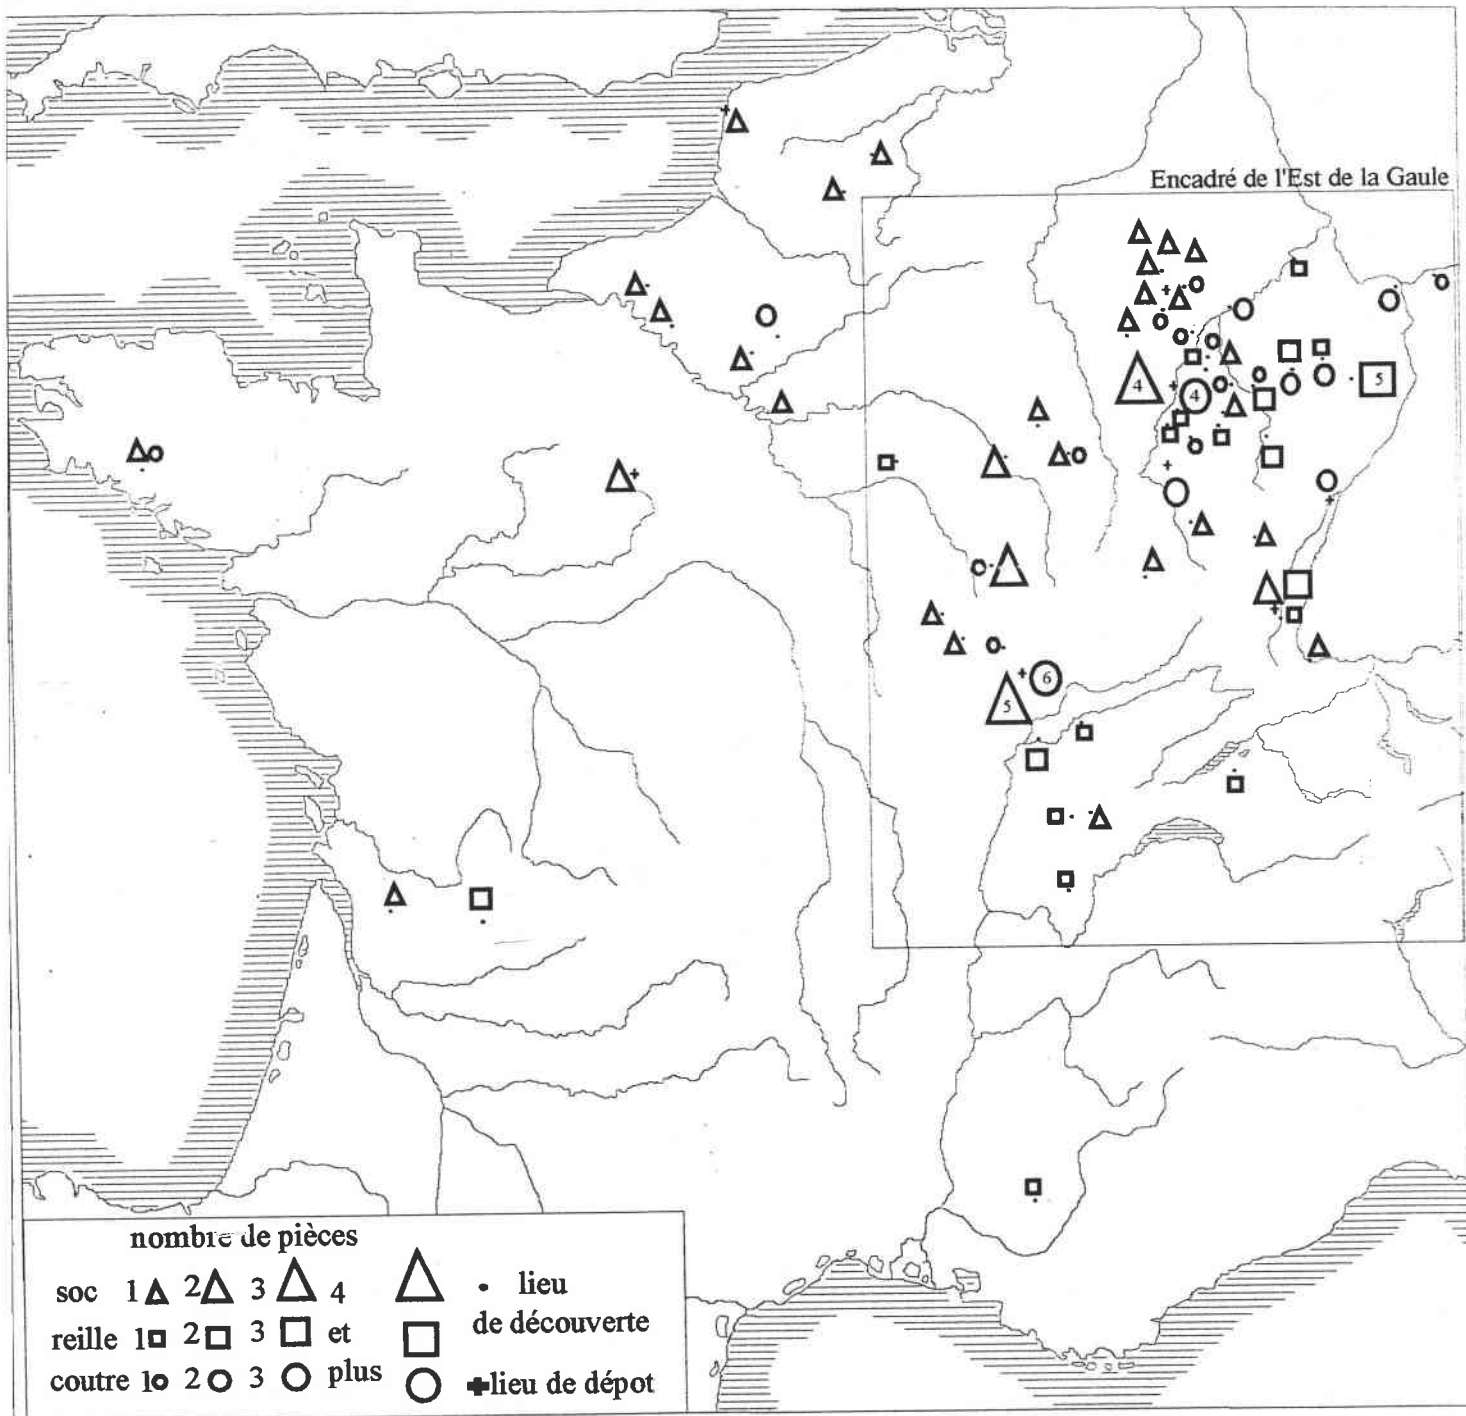 Encadré de l'Est de la Gaule
4
4
5
6
5
nombre de pièces
soc 1 2 3 4
reille 1 2 3 et
coutre 1 2 3 plus
lieu
de découverte
lieu de dépot